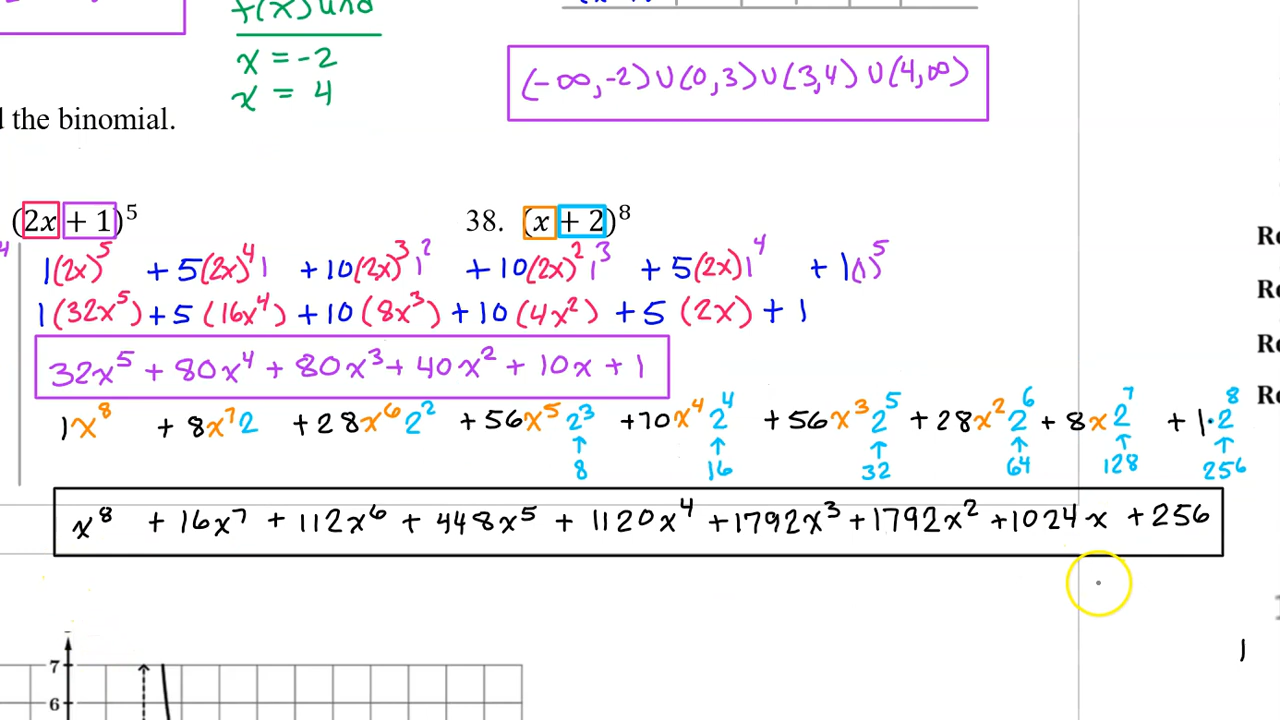 f(x) und
x = -2
x = 4
(-∞,-2)∪(0,3)∪(3,4)∪(4,∞)
the binomial.
(2x + 1)⁵
38. (x + 2)⁸
1(2x)⁵ + 5(2x)⁴1 + 10(2x)³1² + 10(2x)²1³ + 5(2x)1⁴ + 1(1)⁵
1(32x⁵) + 5(16x⁴) + 10(8x³) + 10(4x²) + 5(2x) + 1
32x⁵ + 80x⁴ + 80x³ + 40x² + 10x + 1
1x⁸ + 8x⁷2 + 28x⁶2² + 56x⁵2³ + 70x⁴2⁴ + 56x³2⁵ + 28x²2⁶ + 8x2⁷ + 1·2⁸
↑ ↑ ↑ ↑ ↑ ↑
8 16 32 64 128 256
x⁸ + 16x⁷ + 112x⁶ + 448x⁵ + 1120x⁴ + 1792x³ + 1792x² + 1024x + 256
7
6
1